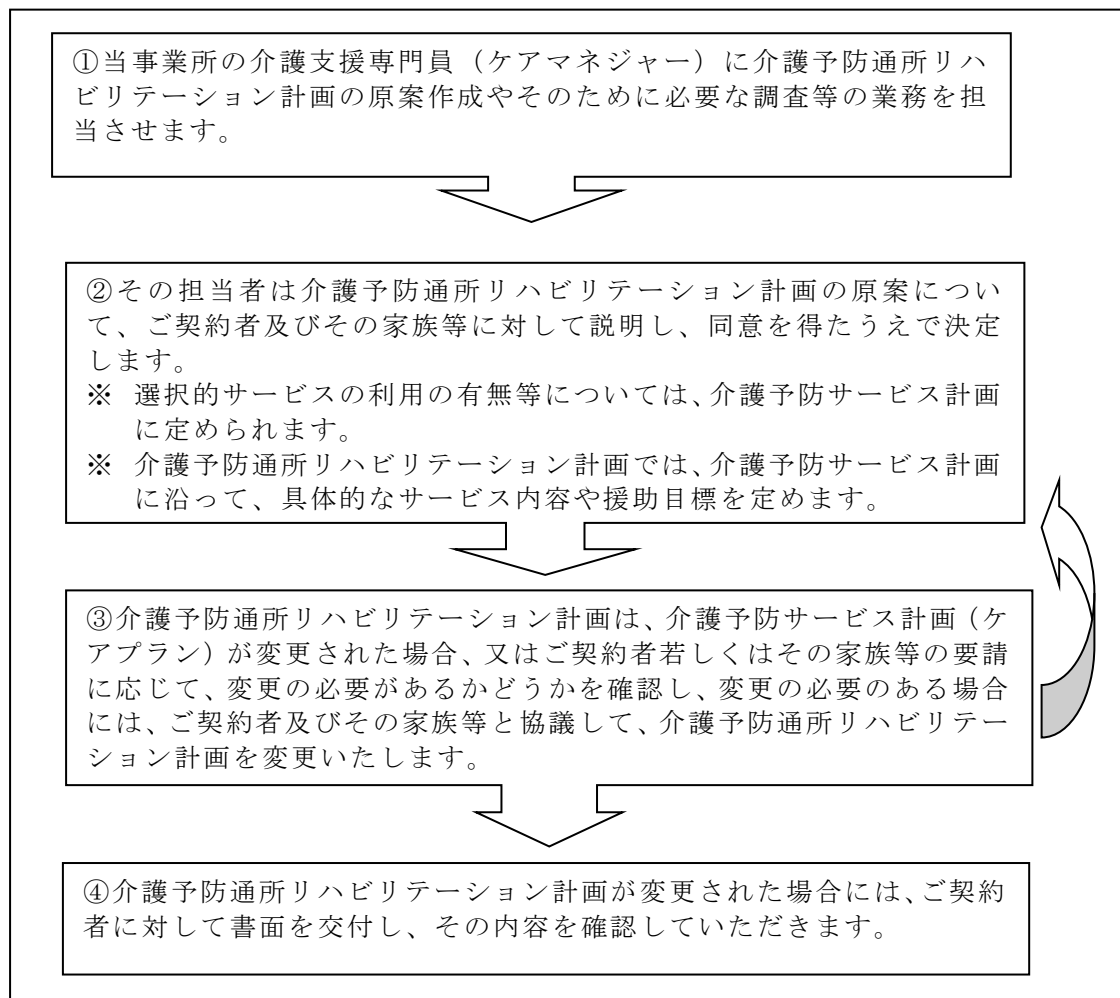 ①当事業所の介護支援専門員（ケアマネジャー）に介護予防通所リハ
ビリテーション計画の原案作成やそのために必要な調査等の業務を担
当させます。
②その担当者は介護予防通所リハビリテーション計画の原案につい
て、ご契約者及びその家族等に対して説明し、同意を得たうえで決定
します。
※　選択的サービスの利用の有無等については、介護予防サービス計画
に定められます。
※　介護予防通所リハビリテーション計画では、介護予防サービス計画
に沿って、具体的なサービス内容や援助目標を定めます。
③介護予防通所リハビリテーション計画は、介護予防サービス計画（ケ
アプラン）が変更された場合、又はご契約者若しくはその家族等の要請
に応じて、変更の必要があるかどうかを確認し、変更の必要のある場合
には、ご契約者及びその家族等と協議して、介護予防通所リハビリテー
ション計画を変更いたします。
④介護予防通所リハビリテーション計画が変更された場合には、ご契約
者に対して書面を交付し、その内容を確認していただきます。